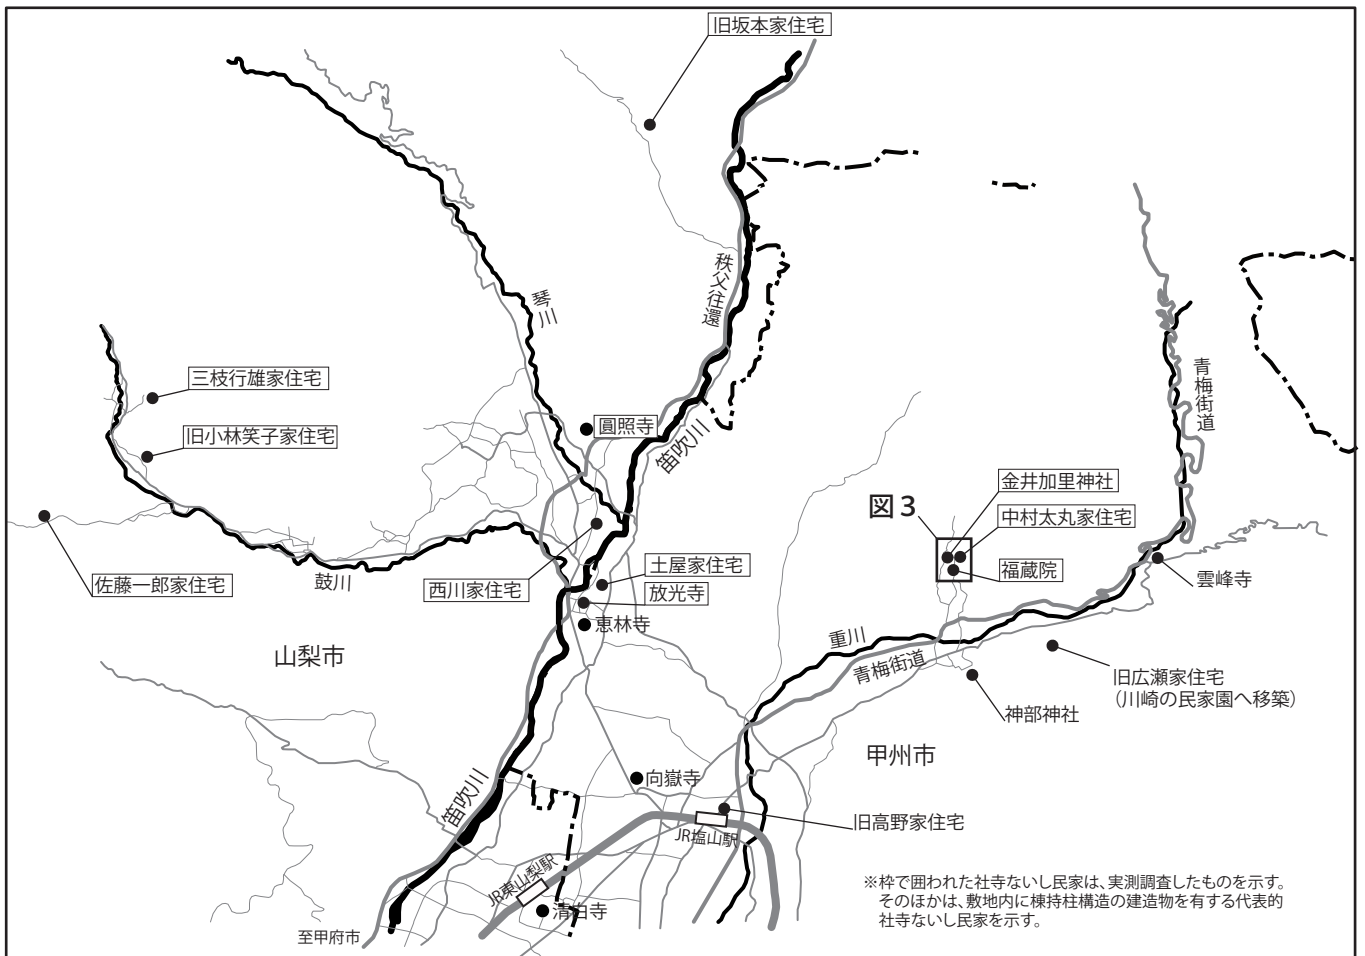 旧坂本家住宅
秩父往還
琴川
三枝行雄家住宅
旧小林笑子家住宅
圓照寺
笛吹川
青梅街道
金井加里神社
図3
中村太丸家住宅
福蔵院
雲峰寺
佐藤一郎家住宅
鼓川
西川家住宅
土屋家住宅
放光寺
恵林寺
山梨市
重川
青梅街道
旧広瀬家住宅
(川崎の民家園へ移築)
神部神社
甲州市
向嶽寺
笛吹川
旧高野家住宅
JR塩山駅
JR東山梨駅
清白寺
至甲府市
※枠で囲われた社寺ないし民家は、実測調査したものを示す。
そのほかは、敷地内に棟持柱構造の建造物を有する代表的
社寺ないし民家を示す。